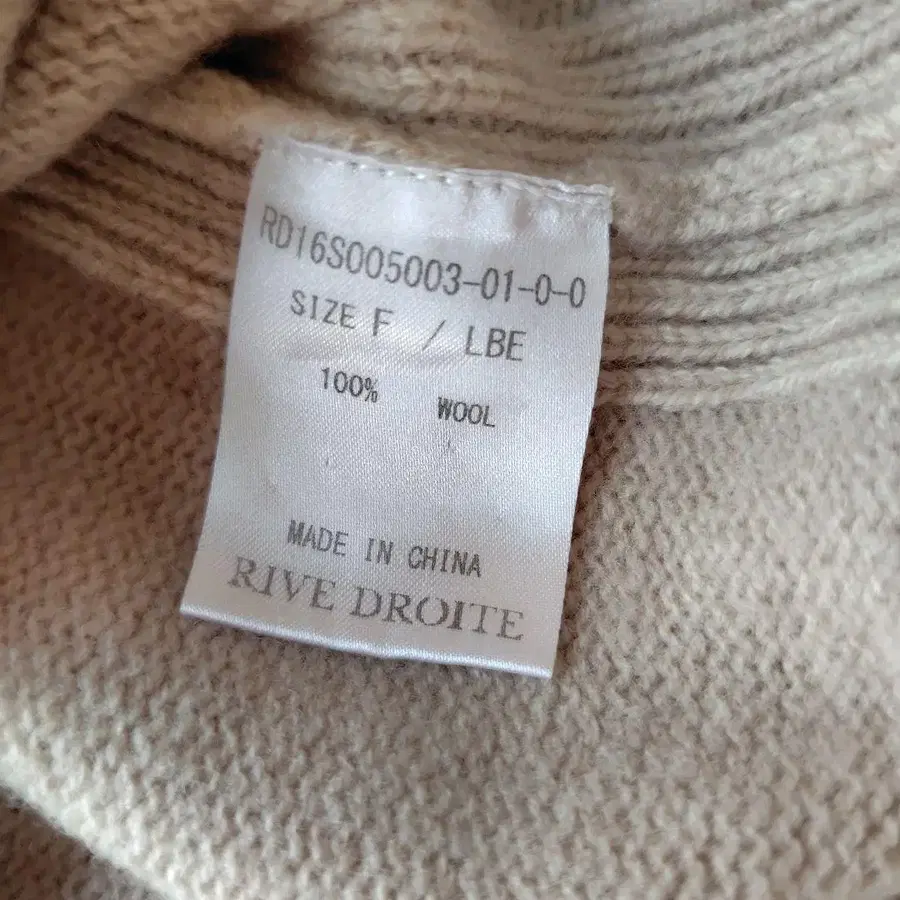 RD16S005003-01-0-0
SIZE F / LBE
100% WOOL
MADE IN CHINA
RIVE DROITE